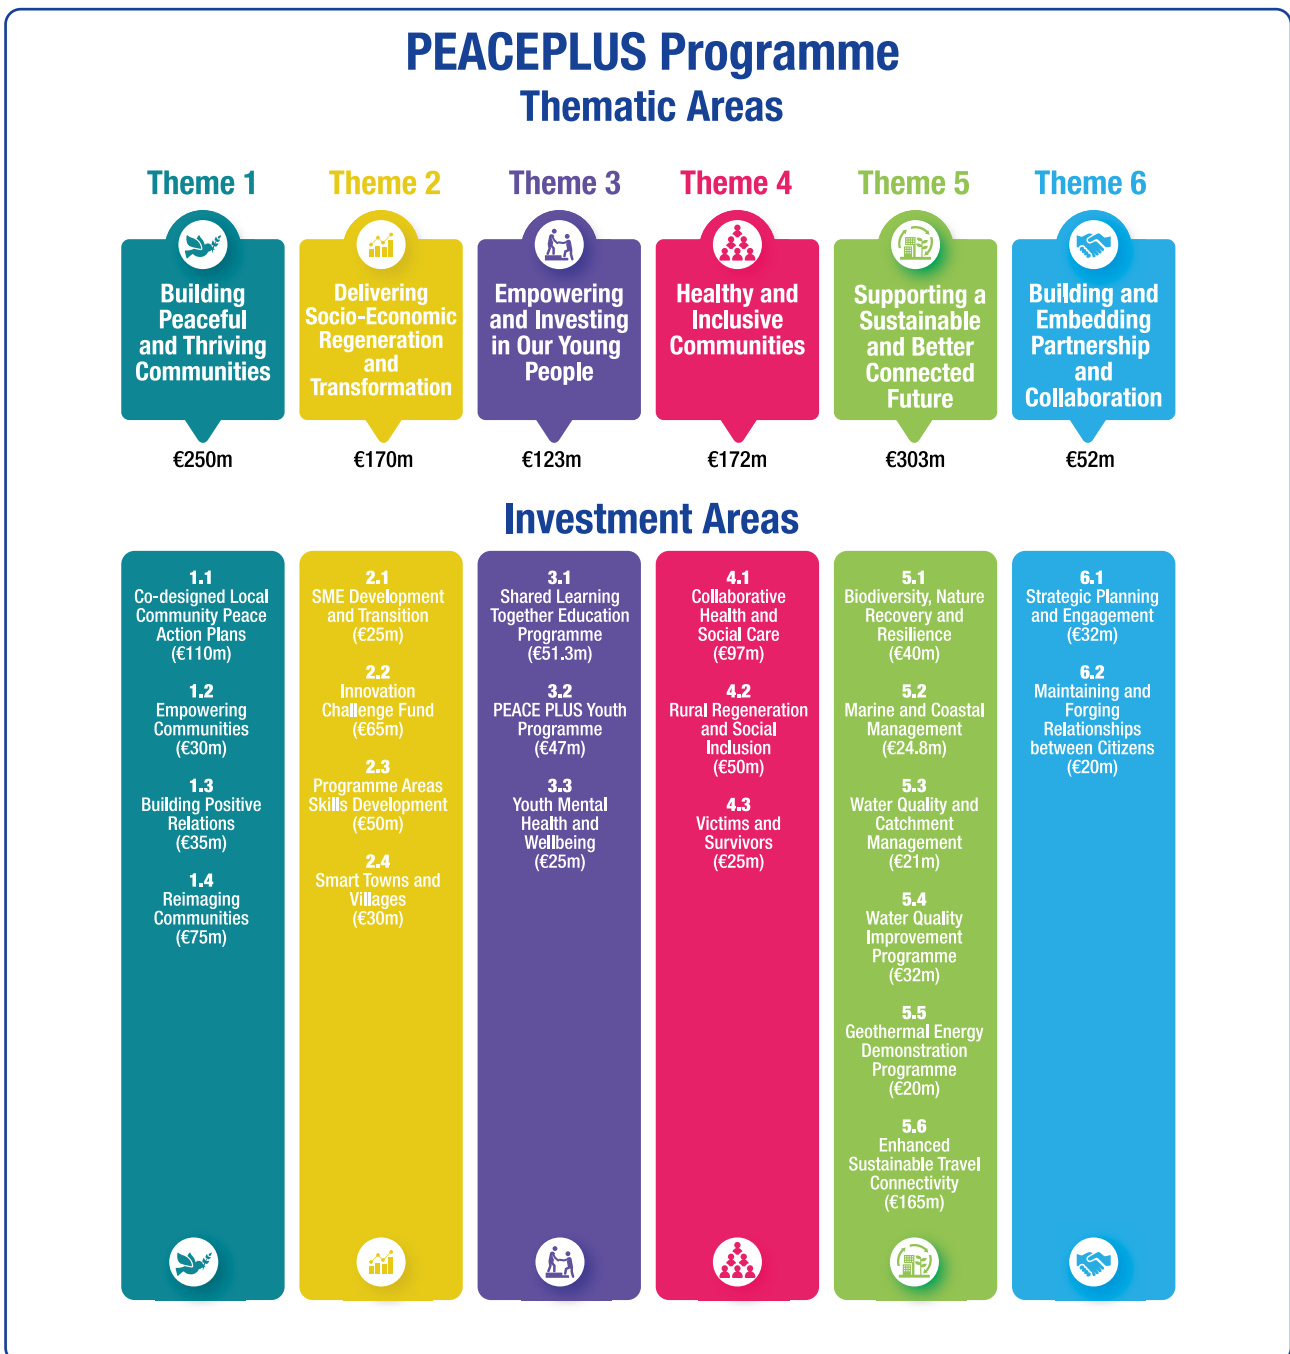 PEACEPLUS Programme
Thematic Areas
Theme 1
Building
Peaceful
and Thriving
Communities
€250m
Theme 2
Delivering
Socio-Economic
Regeneration
and
Transformation
€170m
Theme 3
Empowering
and Investing
in Our Young
People
€123m
Theme 4
Healthy and
Inclusive
Communities
€172m
Theme 5
Supporting a
Sustainable
and Better
Connected
Future
€303m
Theme 6
Building and
Embedding
Partnership
and
Collaboration
€52m
Investment Areas
1.1
Co-designed Local
Community Peace
Action Plans
(€110m)
1.2
Empowering
Communities
(€30m)
1.3
Building Positive
Relations
(€35m)
1.4
Reimaging
Communities
(€75m)
2.1
SME Development
and Transition
(€25m)
2.2
Innovation
Challenge Fund
(€65m)
2.3
Programme Areas
Skills Development
(€50m)
2.4
Smart Towns and
Villages
(€30m)
3.1
Shared Learning
Together Education
Programme
(€51.3m)
3.2
PEACE PLUS Youth
Programme
(€47m)
3.3
Youth Mental
Health and
Wellbeing
(€25m)
4.1
Collaborative
Health and
Social Care
(€97m)
4.2
Rural Regeneration
and Social
Inclusion
(€50m)
4.3
Victims and
Survivors
(€25m)
5.1
Biodiversity, Nature
Recovery and
Resilience
(€40m)
5.2
Marine and Coastal
Management
(€24.8m)
5.3
Water Quality and
Catchment
Management
(€21m)
5.4
Water Quality
Improvement
Programme
(€32m)
5.5
Geothermal Energy
Demonstration
Programme
(€20m)
5.6
Enhanced
Sustainable Travel
Connectivity
(€165m)
6.1
Strategic Planning
and Engagement
(€32m)
6.2
Maintaining and
Forging
Relationships
between Citizens
(€20m)